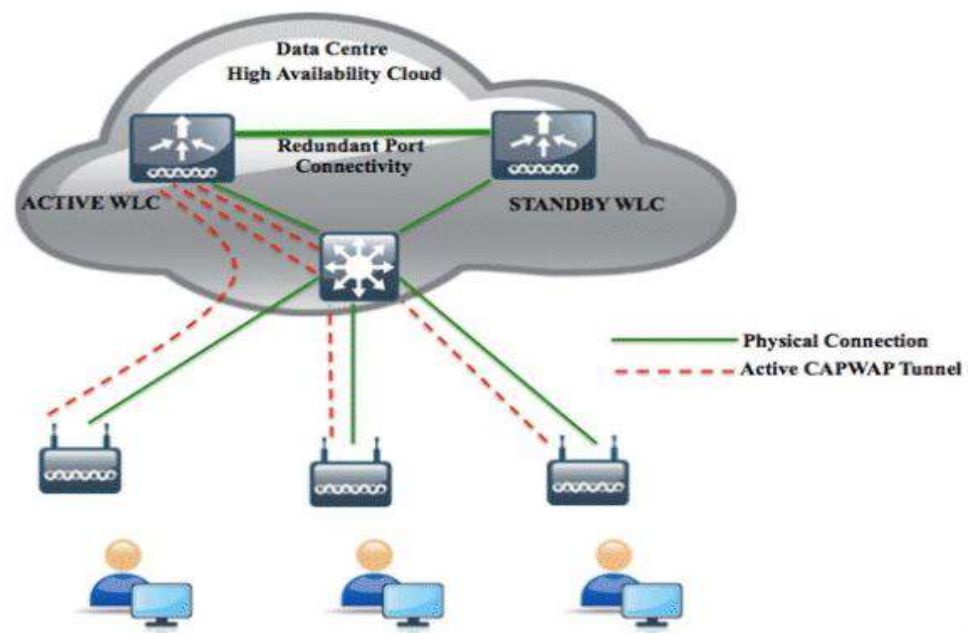 Data Centre
High Availability Cloud
Redundant Port
Connectivity
ACTIVE WLC
STANDBY WLC
Physical Connection
Active CAPWAP Tunnel